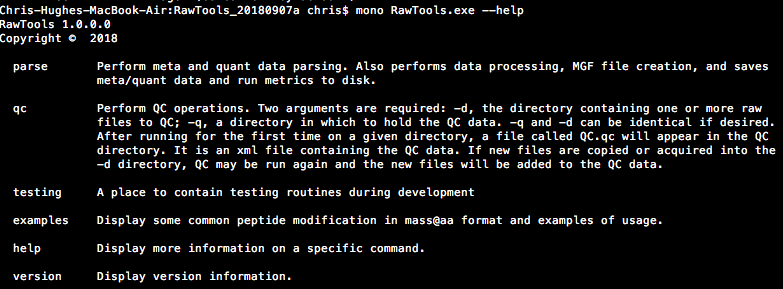 Chris-Hughes-MacBook-Air:RawTools_20180907a chris$ mono RawTools.exe --help
RawTools 1.0.0.0
Copyright © 2018
parse Perform meta and quant data parsing. Also performs data processing, MGF file creation, and saves
meta/quant data and run metrics to disk.
qc Perform QC operations. Two arguments are required: -d, the directory containing one or more raw
files to QC; -q, a directory in which to hold the QC data. -q and -d can be identical if desired.
After running for the first time on a given directory, a file called QC.qc will appear in the QC
directory. It is an xml file containing the QC data. If new files are copied or acquired into the
-d directory, QC may be run again and the new files will be added to the QC data.
testing A place to contain testing routines during development
examples Display some common peptide modification in mass@aa format and examples of usage.
help Display more information on a specific command.
version Display version information.